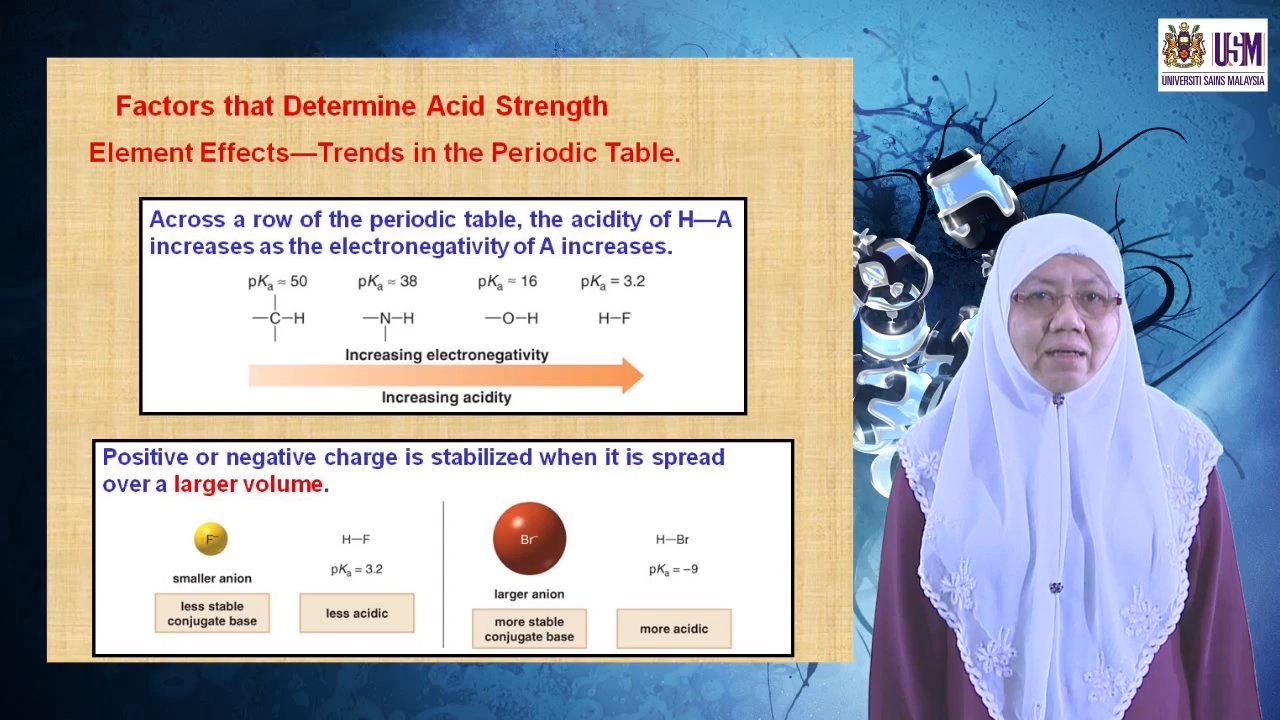 USM
UNIVERSITI SAINS MALAYSIA
Factors that Determine Acid Strength
Element Effects—Trends in the Periodic Table.
Across a row of the periodic table, the acidity of H—A
increases as the electronegativity of A increases.
pKa ≈ 50 pKa ≈ 38 pKa ≈ 16 pKa = 3.2
—C—H —N—H —O—H H—F
Increasing electronegativity
Increasing acidity
Positive or negative charge is stabilized when it is spread
over a larger volume.
F⁻ H—F
pKa = 3.2
smaller anion
less stable
conjugate base
less acidic
Br⁻ H—Br
pKa = –9
larger anion
more stable
conjugate base
more acidic